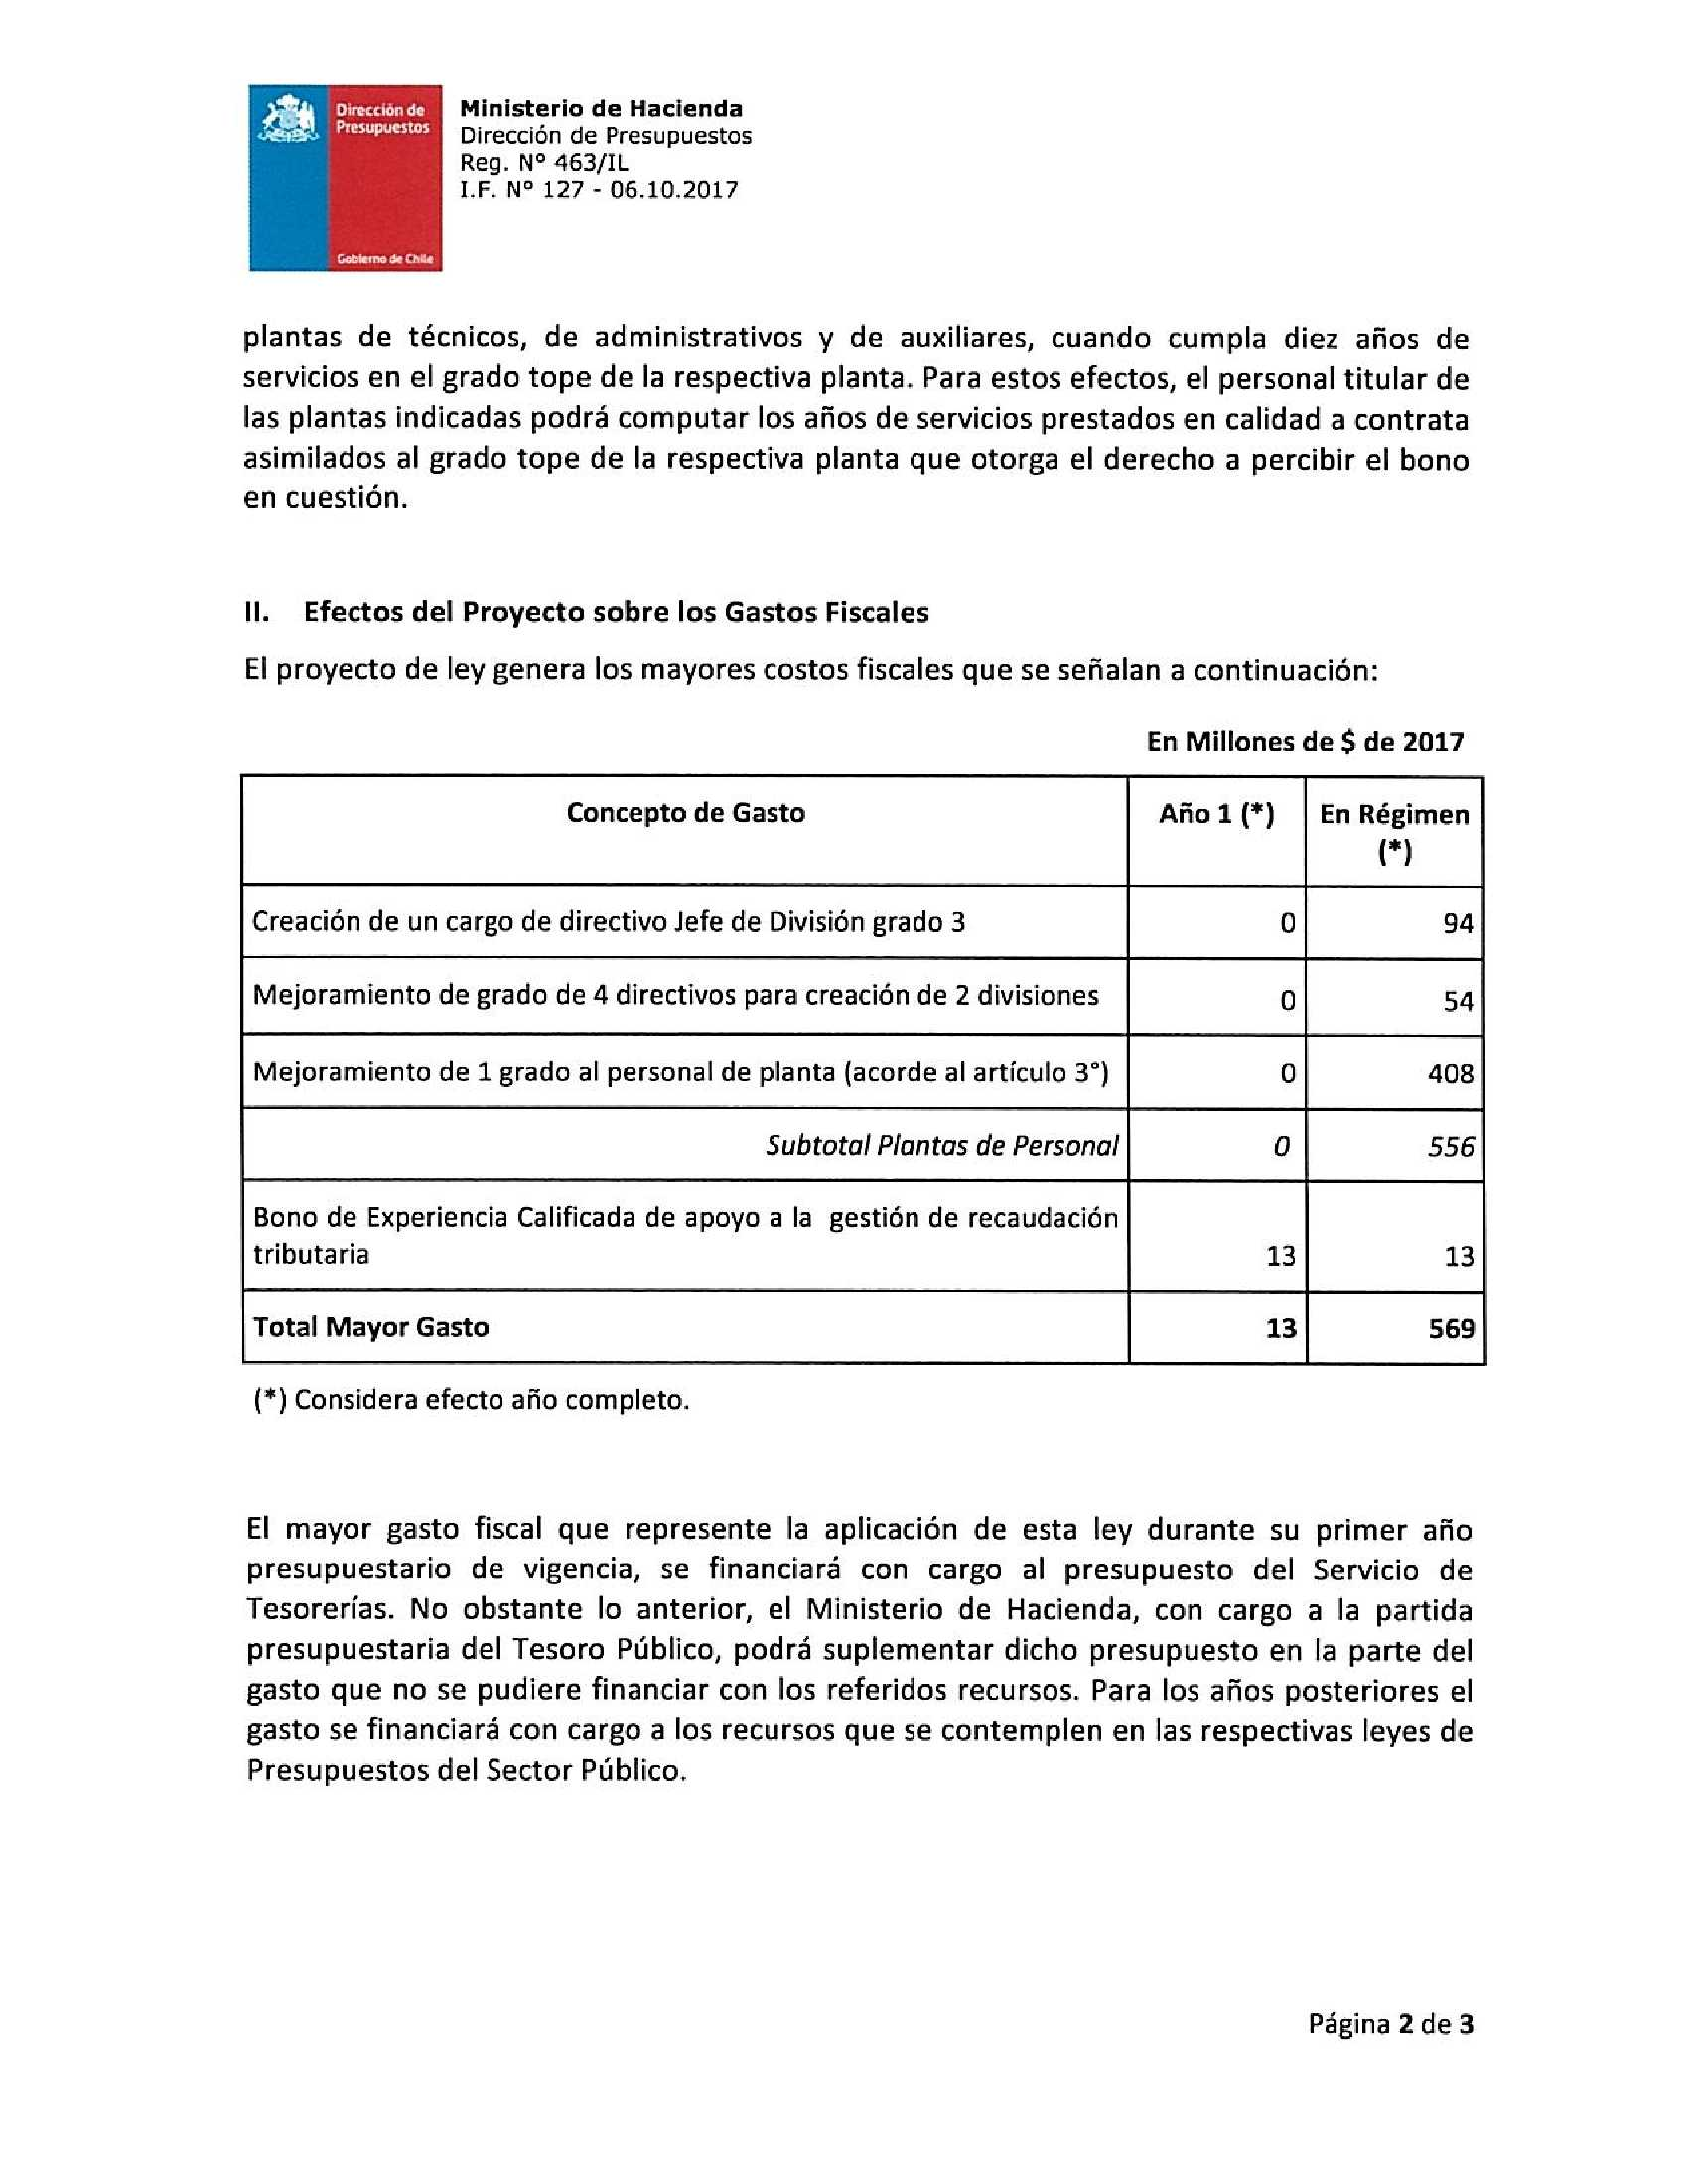 Dirección de
Presupuestos
Gobierno de Chile
Ministerio de Hacienda
Dirección de Presupuestos
Reg. Nº 463/IL
I.F. Nº 127 - 06.10.2017
plantas de técnicos, de administrativos y de auxiliares, cuando cumpla diez años de
servicios en el grado tope de la respectiva planta. Para estos efectos, el personal titular de
las plantas indicadas podrá computar los años de servicios prestados en calidad a contrata
asimilados al grado tope de la respectiva planta que otorga el derecho a percibir el bono
en cuestión.
II. Efectos del Proyecto sobre los Gastos Fiscales
El proyecto de ley genera los mayores costos fiscales que se señalan a continuación:
En Millones de $ de 2017
Concepto de Gasto Año 1 (*) En Régimen
(*)
Creación de un cargo de directivo Jefe de División grado 3 0 94
Mejoramiento de grado de 4 directivos para creación de 2 divisiones 0 54
Mejoramiento de 1 grado al personal de planta (acorde al artículo 3°) 0 408
Subtotal Plantas de Personal 0 556
Bono de Experiencia Calificada de apoyo a la gestión de recaudación
tributaria 13 13
Total Mayor Gasto 13 569
(*) Considera efecto año completo.
El mayor gasto fiscal que represente la aplicación de esta ley durante su primer año
presupuestario de vigencia, se financiará con cargo al presupuesto del Servicio de
Tesorerías. No obstante lo anterior, el Ministerio de Hacienda, con cargo a la partida
presupuestaria del Tesoro Público, podrá suplementar dicho presupuesto en la parte del
gasto que no se pudiere financiar con los referidos recursos. Para los años posteriores el
gasto se financiará con cargo a los recursos que se contemplen en las respectivas leyes de
Presupuestos del Sector Público.
Página 2 de 3